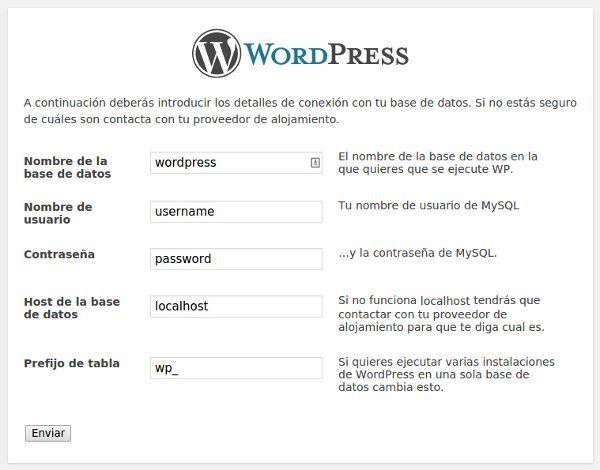 WORDPRESS
A continuación deberás introducir los detalles de conexión con tu base de datos. Si no estás seguro
de cuáles son contacta con tu proveedor de alojamiento.
Nombre de la
base de datos
wordpress
El nombre de la base de datos en la
que quieres que se ejecute WP.
Nombre de
usuario
username
Tu nombre de usuario de MySQL
Contraseña
password
...y la contraseña de MySQL.
Host de la base
de datos
localhost
Si no funciona localhost tendrás que
contactar con tu proveedor de
alojamiento para que te diga cual es.
Prefijo de tabla
wp_
Si quieres ejecutar varias instalaciones
de WordPress en una sola base de
datos cambia esto.
Enviar